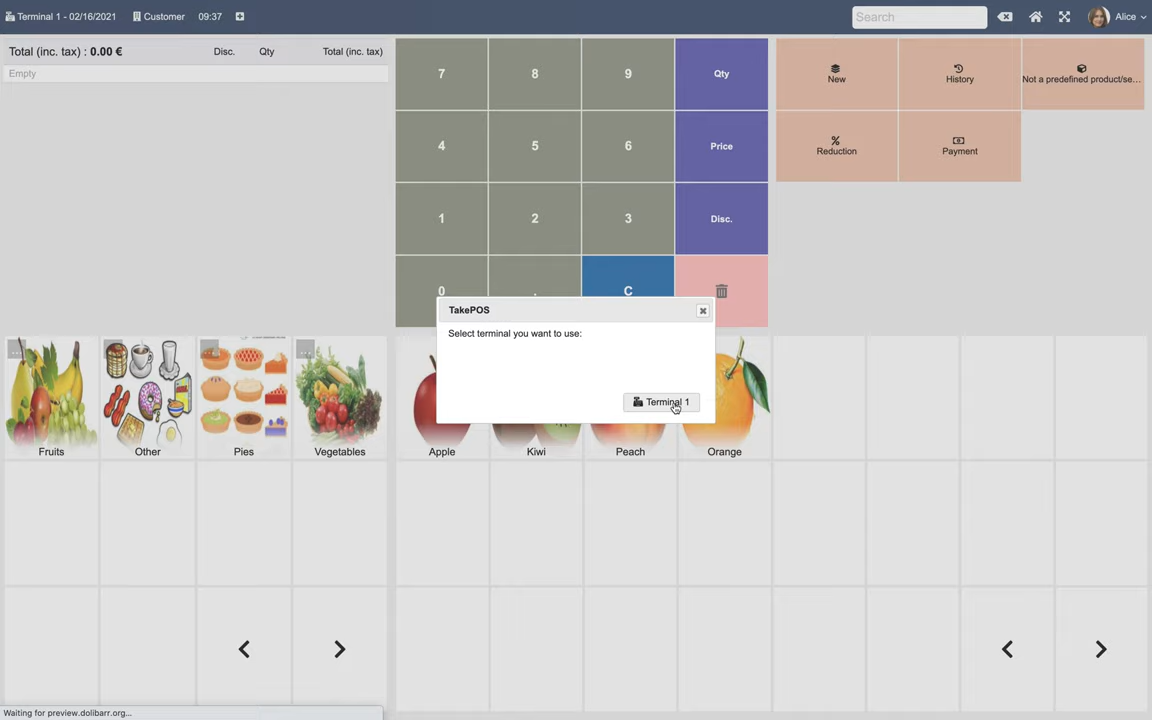 Terminal 1 - 02/16/2021 Customer 09:37 Search Alice
Total (inc. tax) : 0.00 € Disc. Qty Total (inc. tax)
Empty
7 8 9 Qty
4 5 6 Price
1 2 3 Disc.
0 . C
New History Not a predefined product/se...
Reduction Payment
TakePOS
Select terminal you want to use:
Terminal 1
Fruits Other Pies Vegetables Apple Kiwi Peach Orange
Waiting for preview.dolibarr.org...